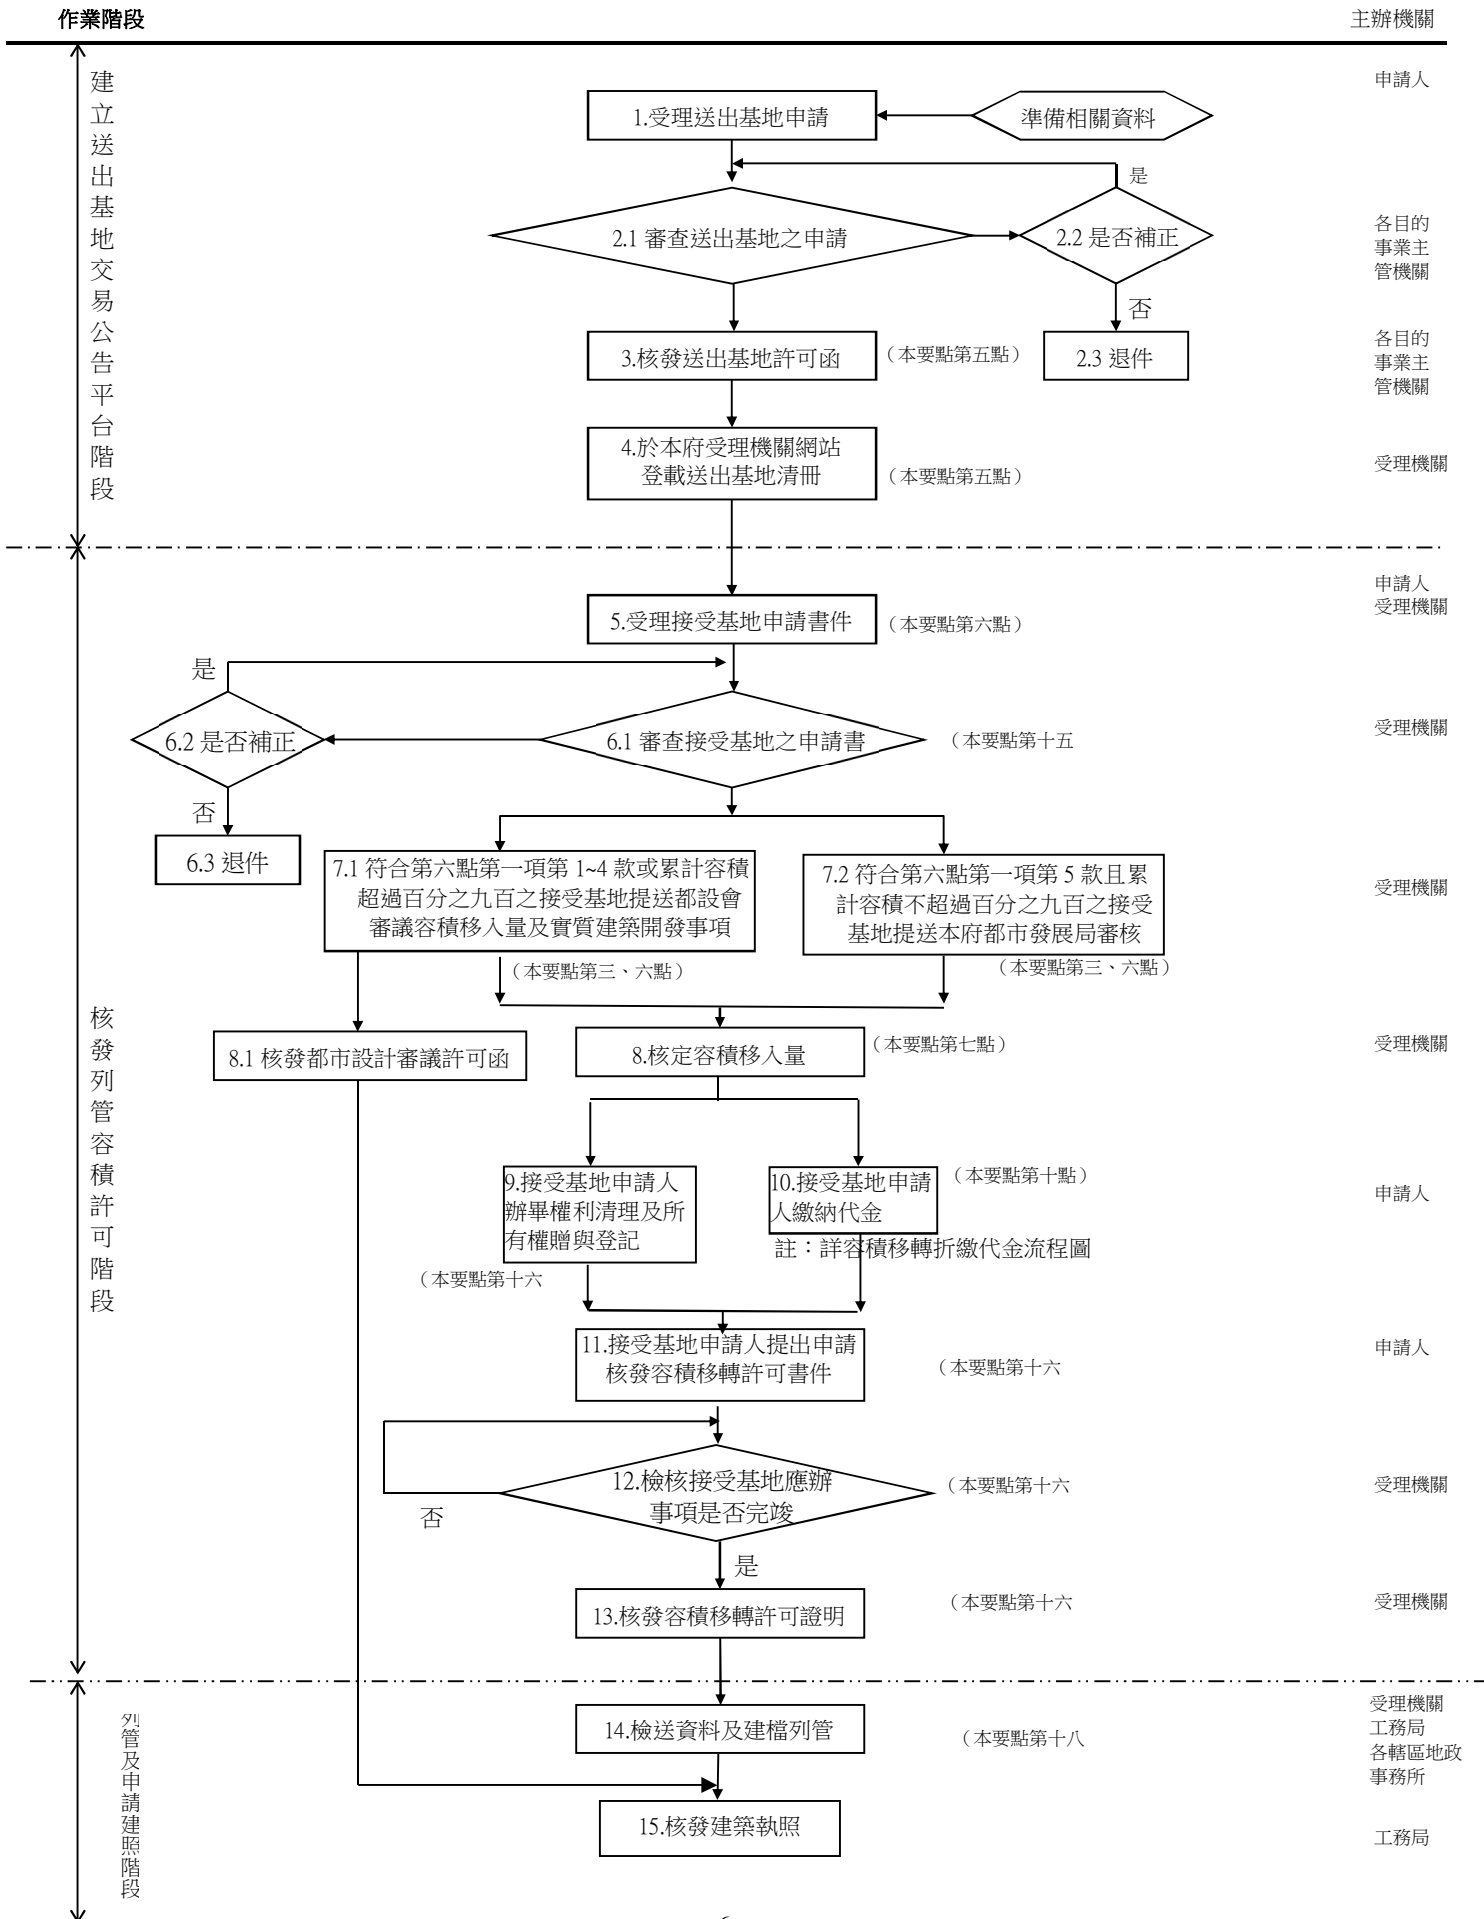 作業階段
主辦機關
建立送出基地交易公告平台階段
申請人
1.受理送出基地申請
準備相關資料
是
2.1 審查送出基地之申請
2.2 是否補正
各目的
事業主
管機關
否
3.核發送出基地許可函
（本要點第五點）
2.3 退件
各目的
事業主
管機關
4.於本府受理機關網站
登載送出基地清冊
（本要點第五點）
受理機關
核發列管容積許可階段
申請人
受理機關
5.受理接受基地申請書件
（本要點第六點）
是
6.2 是否補正
6.1 審查接受基地之申請書
（本要點第十五
受理機關
否
6.3 退件
7.1 符合第六點第一項第 1~4 款或累計容積
超過百分之九百之接受基地提送都設會
審議容積移入量及實質建築開發事項
7.2 符合第六點第一項第 5 款且累
計容積不超過百分之九百之接受
基地提送本府都市發展局審核
受理機關
（本要點第三、六點）
（本要點第三、六點）
8.1 核發都市設計審議許可函
8.核定容積移入量
（本要點第七點）
受理機關
9.接受基地申請人
辦畢權利清理及所
有權贈與登記
10.接受基地申請
人繳納代金
（本要點第十點）
申請人
註：詳容積移轉折繳代金流程圖
（本要點第十六
11.接受基地申請人提出申請
核發容積移轉許可書件
（本要點第十六
申請人
12.檢核接受基地應辦
事項是否完竣
（本要點第十六
受理機關
否
是
13.核發容積移轉許可證明
（本要點第十六
受理機關
列管及申請建照階段
14.檢送資料及建檔列管
（本要點第十八
受理機關
工務局
各轄區地政
事務所
15.核發建築執照
工務局